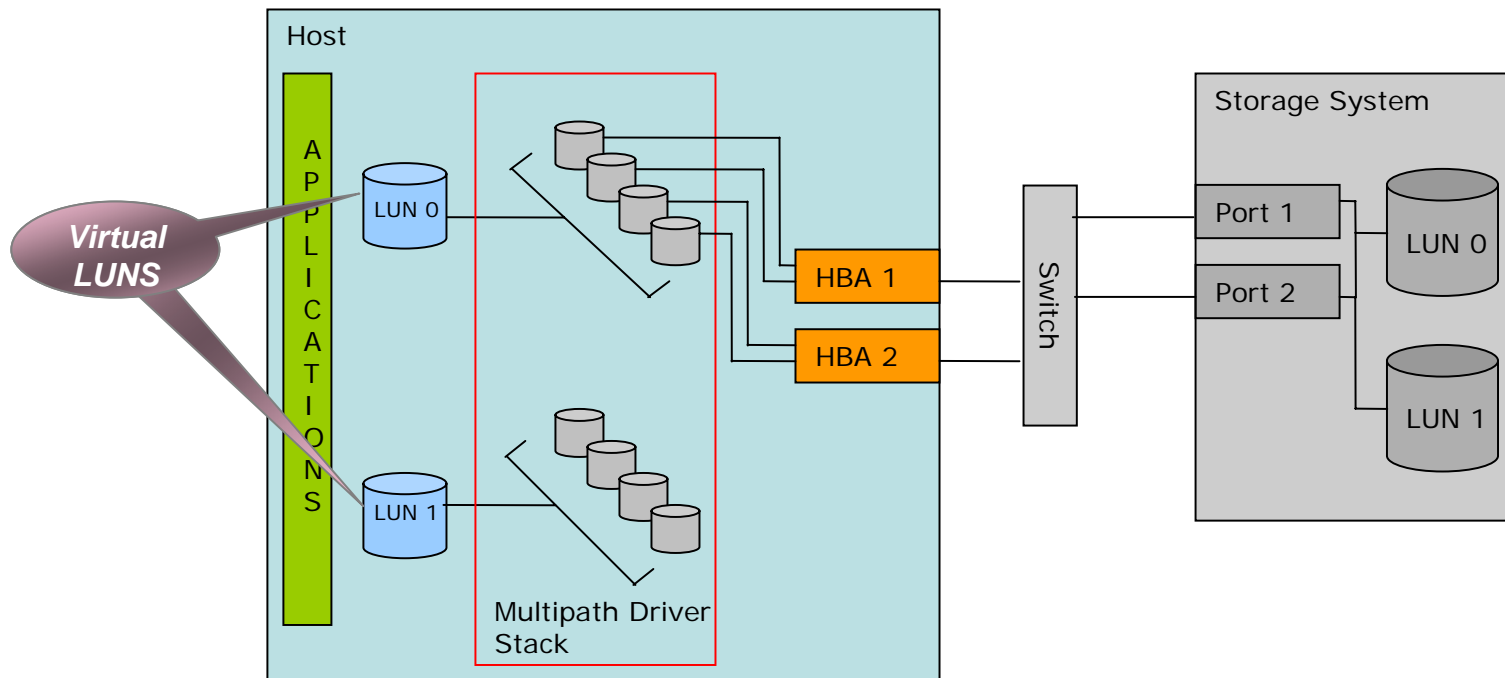 Host
Storage System
APPLICATIONS
Virtual
LUNS
LUN 0
HBA 1
HBA 2
Switch
Port 1
Port 2
LUN 0
LUN 1
LUN 1
Multipath Driver
Stack